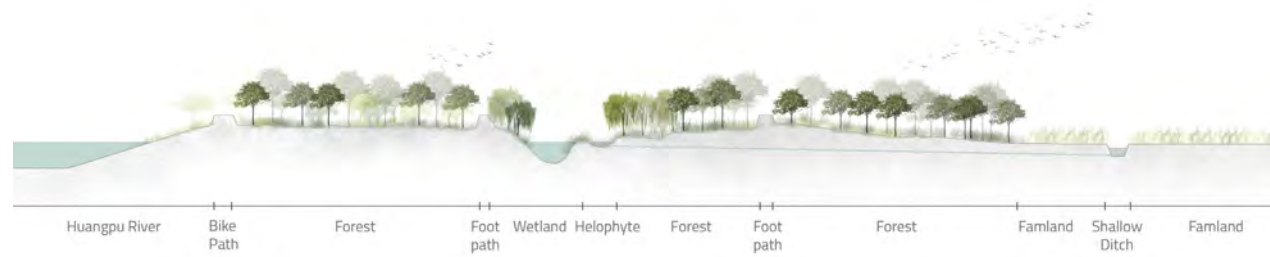 Huangpu River
Bike
Path
Forest
Foot
path
Wetland
Helophyte
Forest
Foot
path
Forest
Famland
Shallow
Ditch
Famland